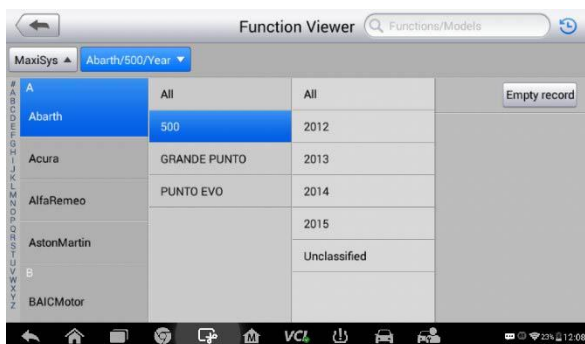 Function Viewer
Functions/Models
MaxiSys ▲
Abarth/500/Year ▼
#
A
B
C
D
E
F
G
H
I
J
K
L
M
N
O
P
Q
R
S
T
U
V
W
X
Y
Z
A
Abarth
Acura
AlfaRomeo
AstonMartin
B
BAICMotor
All
500
GRANDE PUNTO
PUNTO EVO
All
2012
2013
2014
2015
Unclassified
Empty record
M
VCI
23% 12:08